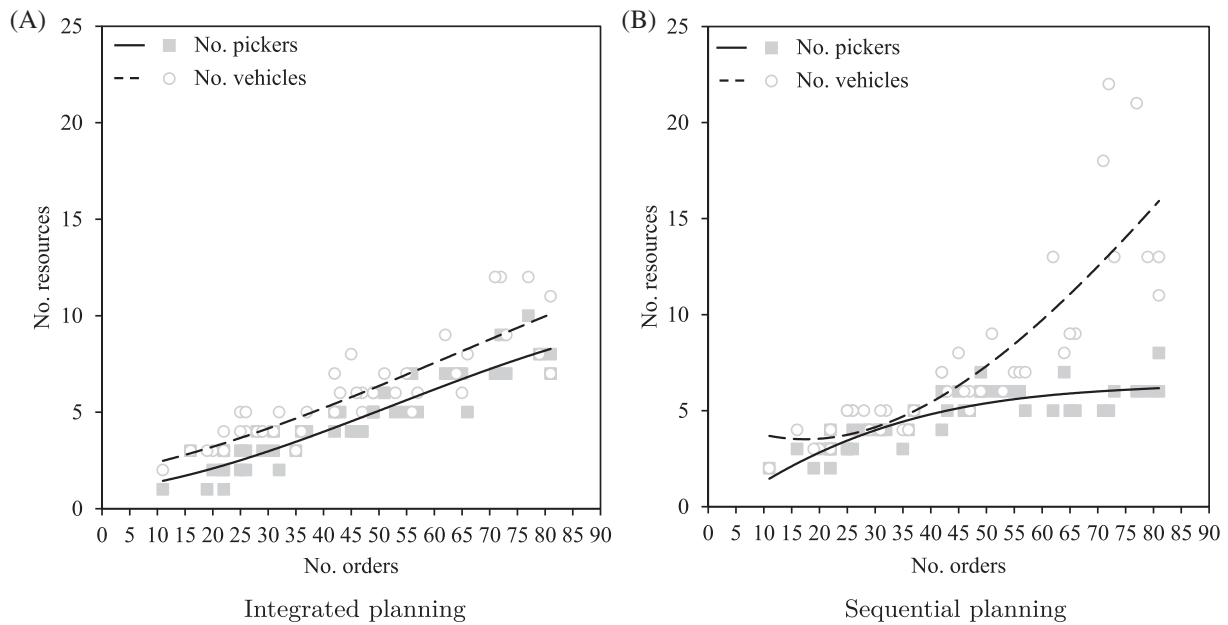 (A)
25
20
15
10
5
0
No. resources
No. pickers
No. vehicles
0 5 10 15 20 25 30 35 40 45 50 55 60 65 70 75 80 85 90
No. orders
Integrated planning
(B)
25
20
15
10
5
0
No. resources
No. pickers
No. vehicles
0 5 10 15 20 25 30 35 40 45 50 55 60 65 70 75 80 85 90
No. orders
Sequential planning